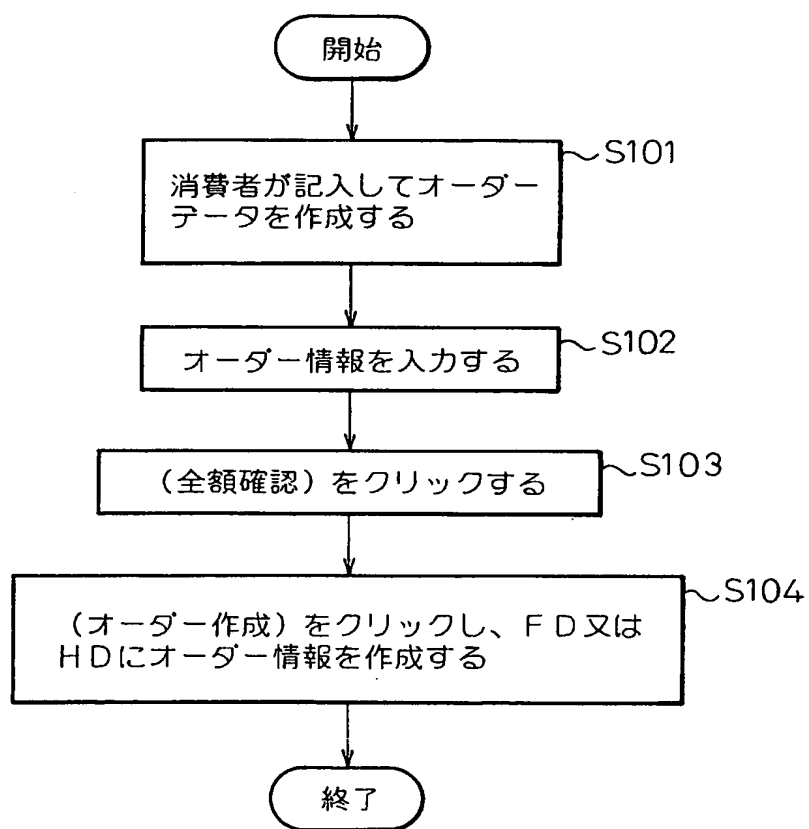 開始
S101
消費者が記入してオーダー
データを作成する
S102
オーダー情報を入力する
S103
(全額確認)をクリックする
S104
(オーダー作成)をクリックし、FD又は
HDにオーダー情報を作成する
終了